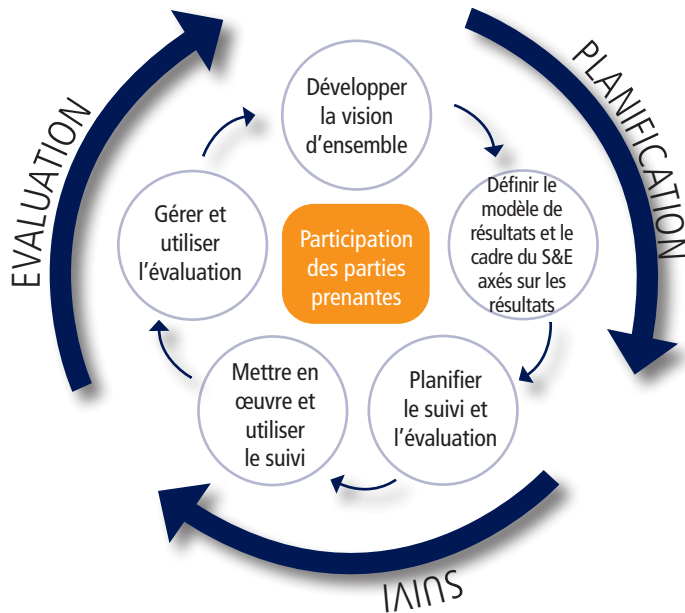 PLANIFICATION
Développer
la vision
d'ensemble
Définir le
modèle de
résultats et le
cadre du S&E
axés sur les
résultats
Planifier
le suivi et
l'évaluation
SUIVI
Mettre en
œuvre et
utiliser
le suivi
EVALUATION
Gérer et
utiliser
l'évaluation
Participation
des parties
prenantes